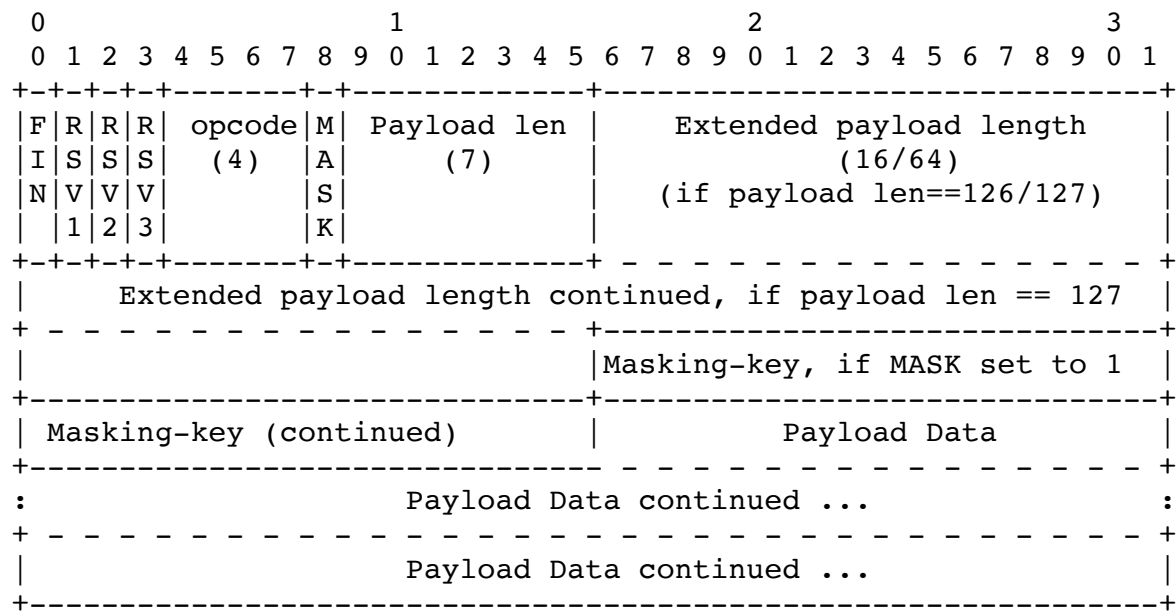 0                   1                   2                   3
 0 1 2 3 4 5 6 7 8 9 0 1 2 3 4 5 6 7 8 9 0 1 2 3 4 5 6 7 8 9 0 1
+-+-+-+-+-------+-+-------------+-------------------------------+
|F|R|R|R| opcode|M| Payload len |    Extended payload length    |
|I|S|S|S|  (4)  |A|     (7)     |            (16/64)            |
|N|V|V|V|       |S|             |   (if payload len==126/127)   |
| |1|2|3|       |K|             |                               |
+-+-+-+-+-------+-+-------------+ - - - - - - - - - - - - - - - +
|     Extended payload length continued, if payload len == 127  |
+ - - - - - - - - - - - - - - - +-------------------------------+
|                               |Masking-key, if MASK set to 1  |
+-------------------------------+-------------------------------+
| Masking-key (continued)       |          Payload Data         |
+-------------------------------- - - - - - - - - - - - - - - - +
:                     Payload Data continued ...                :
+ - - - - - - - - - - - - - - - - - - - - - - - - - - - - - - - +
|                     Payload Data continued ...                |
+---------------------------------------------------------------+